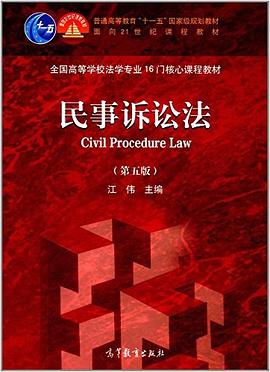 普通高等教育“十一五”国家级规划教材
面向21世纪课程教材
十一五
全国高等学校法学专业16门核心课程教材
民事诉讼法
Civil Procedure Law
(第五版)
江 伟 主编
高等教育出版社